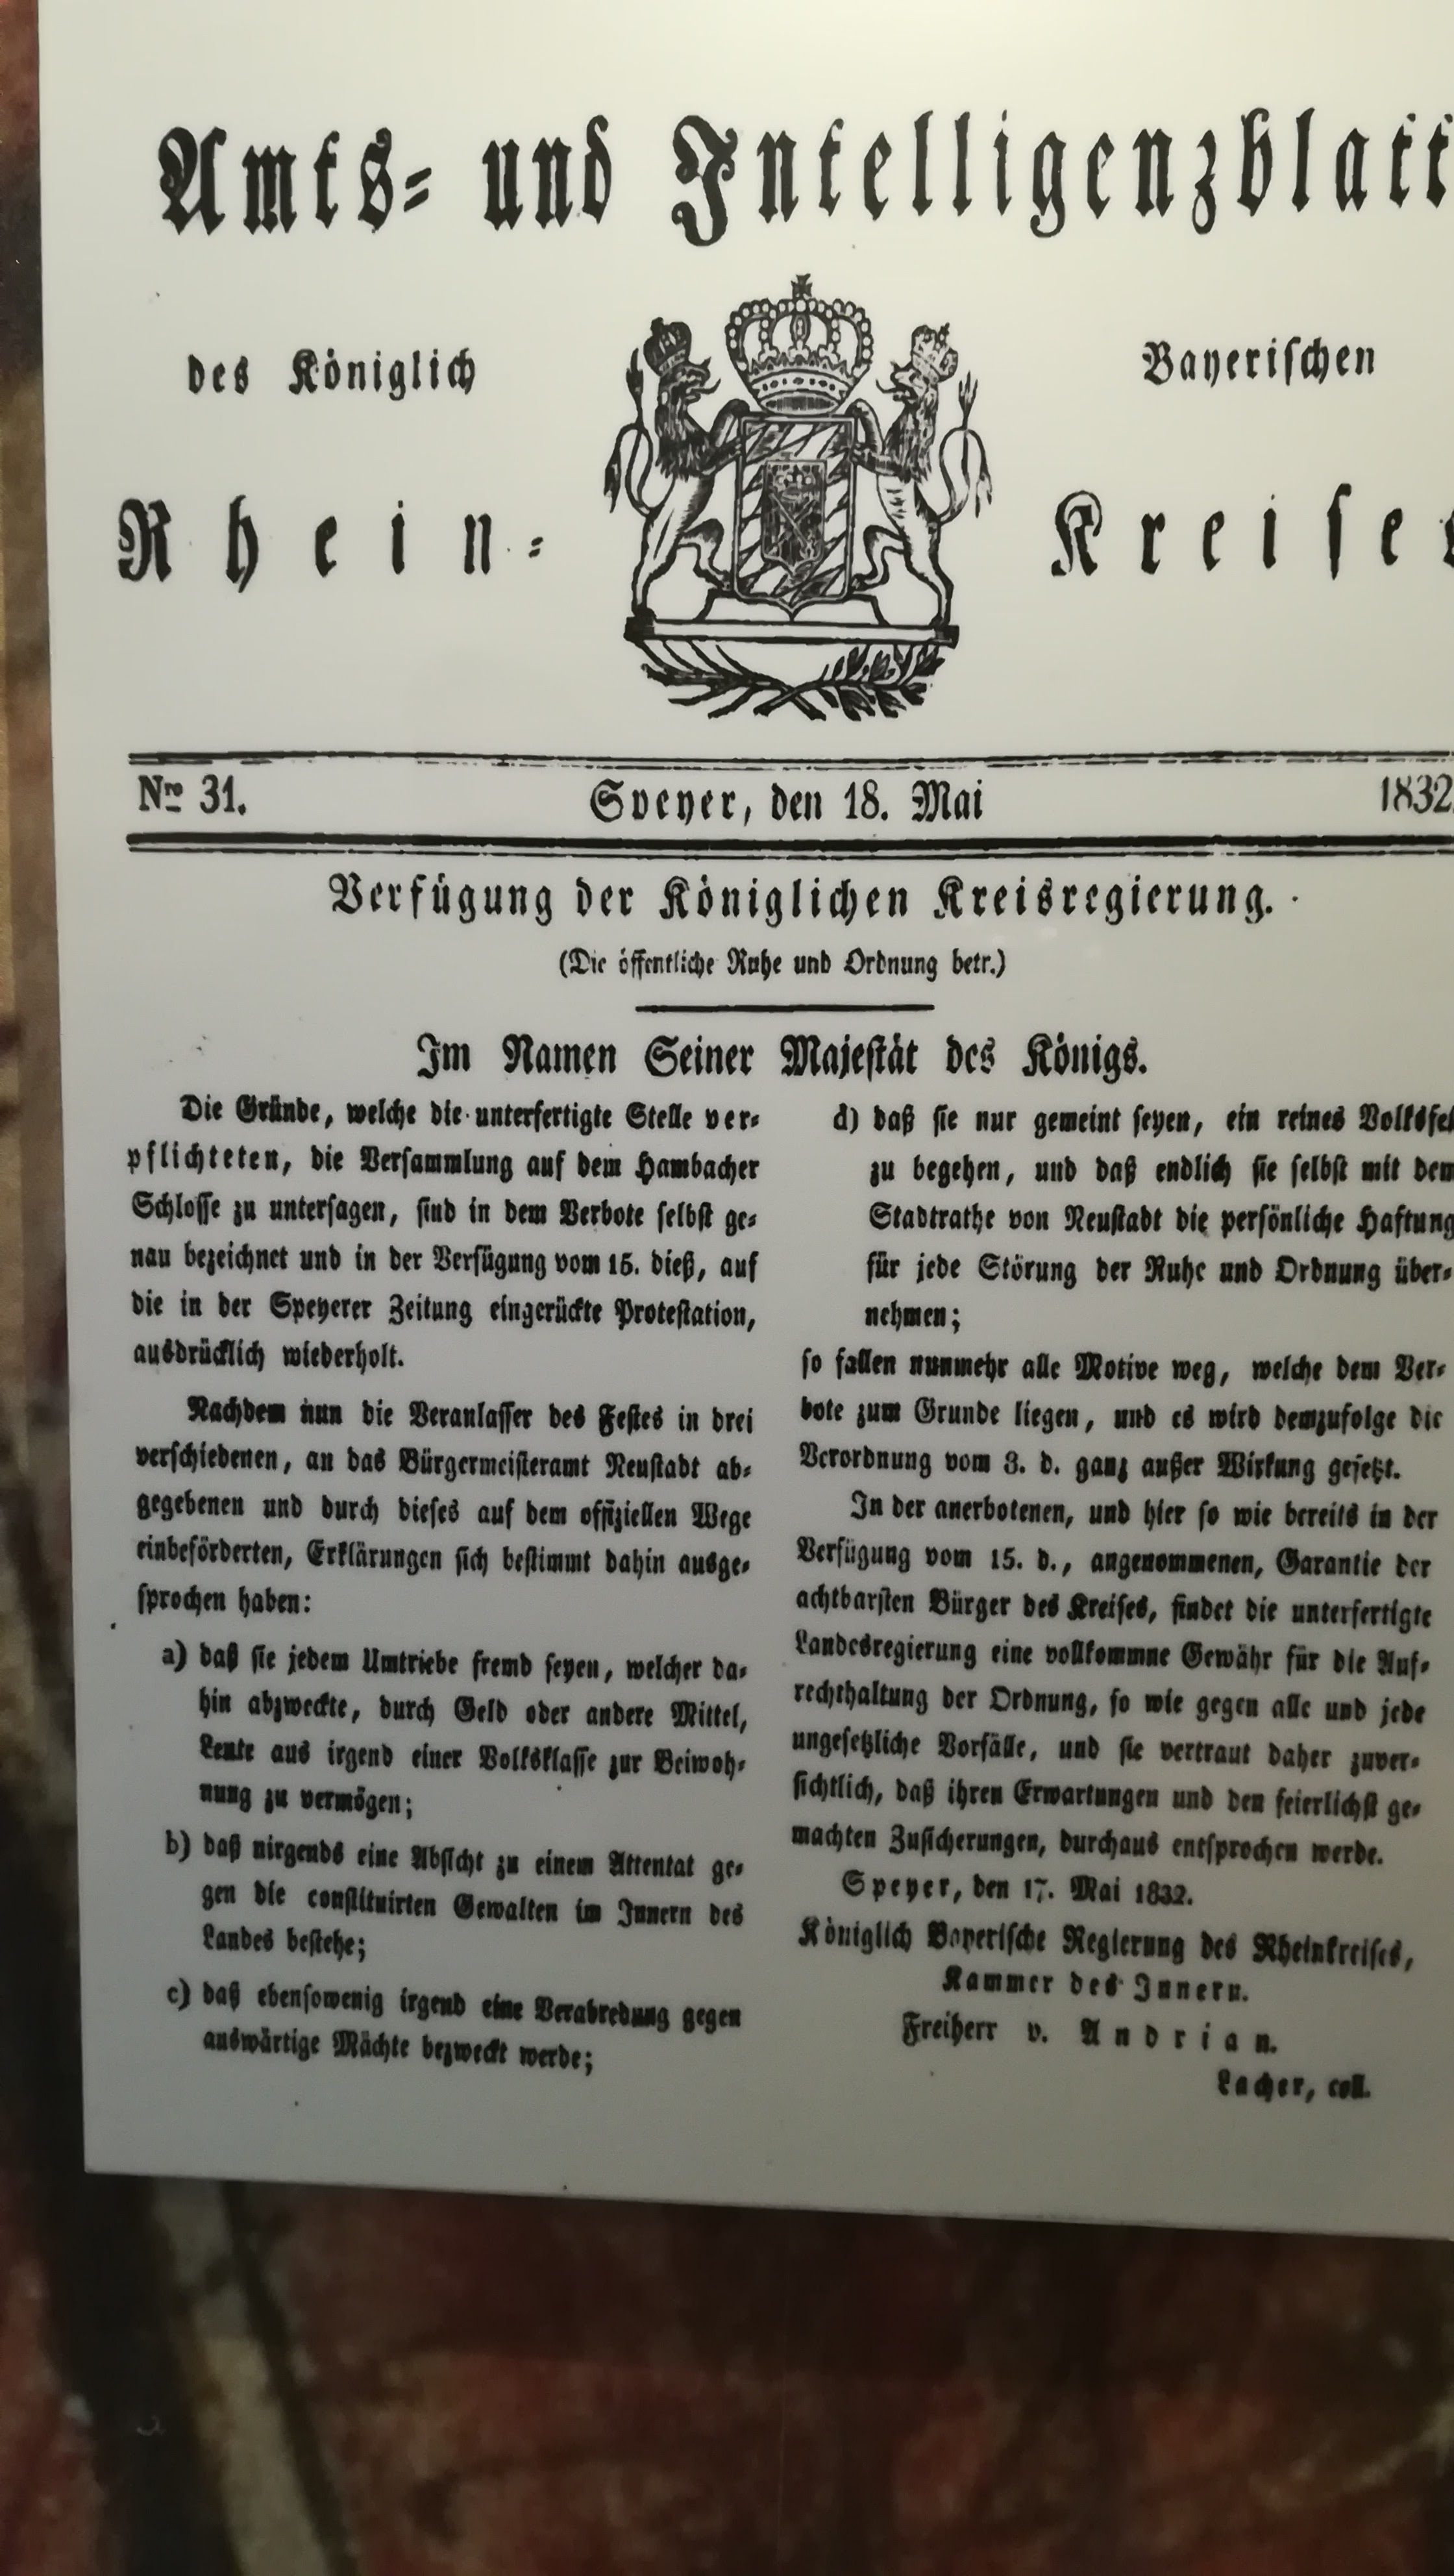 Amts- und Intelligenzblatt
des Königlich Bayerischen
Rhein- Kreises
Nro 31. Speyer, den 18. Mai 1832
Verfügung der Königlichen Kreisregierung.
(Die öffentliche Ruhe und Ordnung betr.)
Im Namen Seiner Majestät des Königs.
Die Gründe, welche die unterfertigte Stelle ver-
pflichteten, die Versammlung auf dem Hambacher
Schlosse zu untersagen, sind in dem Verbote selbst ge-
nau bezeichnet und in der Verfügung vom 15. dieß, auf
die in der Speyerer Zeitung eingerückte Protestation,
ausdrücklich wiederholt.
Nachdem nun die Veranlasser des Festes in drei
verschiedenen, an das Bürgermeisteramt Neustadt ab-
gegebenen und durch dieses auf dem offiziellen Wege
einbeförderten, Erklärungen sich bestimmt dahin ausge-
sprochen haben:
a) daß sie jedem Umtriebe fremd seyen, welcher da-
hin abzweckte, durch Geld oder andere Mittel,
Leute aus irgend einer Volksklasse zur Beiwoh-
nung zu vermögen;
b) daß nirgends eine Absicht zu einem Attentat ge-
gen die constituirten Gewalten im Innern des
Landes bestehe;
c) daß ebensowenig irgend eine Verabredung gegen
auswärtige Mächte bezweckt werde;
d) daß sie nur gemeint seyen, ein reines Volksfes
zu begehen, und daß endlich sie selbst mit dem
Stadtrathe von Neustadt die persönliche Haftung
für jede Störung der Ruhe und Ordnung über-
nehmen;
so fallen nunmehr alle Motive weg, welche dem Ver-
bote zum Grunde liegen, und es wird demzufolge die
Verordnung vom 8. d. ganz außer Wirkung gesetzt.
In der anerbotenen, und hier so wie bereits in der
Verfügung vom 15. d., angenommenen, Garantie der
achtbarsten Bürger des Kreises, findet die unterfertigte
Landesregierung eine vollkommne Gewähr für die Auf-
rechthaltung der Ordnung, so wie gegen alle und jede
ungesetzliche Vorfälle, und sie vertraut daher zuver-
sichtlich, daß ihren Erwartungen und den feierlichst ge-
machten Zusicherungen, durchaus entsprochen werde.
Speyer, den 17. Mai 1832.
Königlich Bayerische Regierung des Rheinkreises,
Kammer des Innern.
Freiherr v. Andrian.
Lacher, coll.